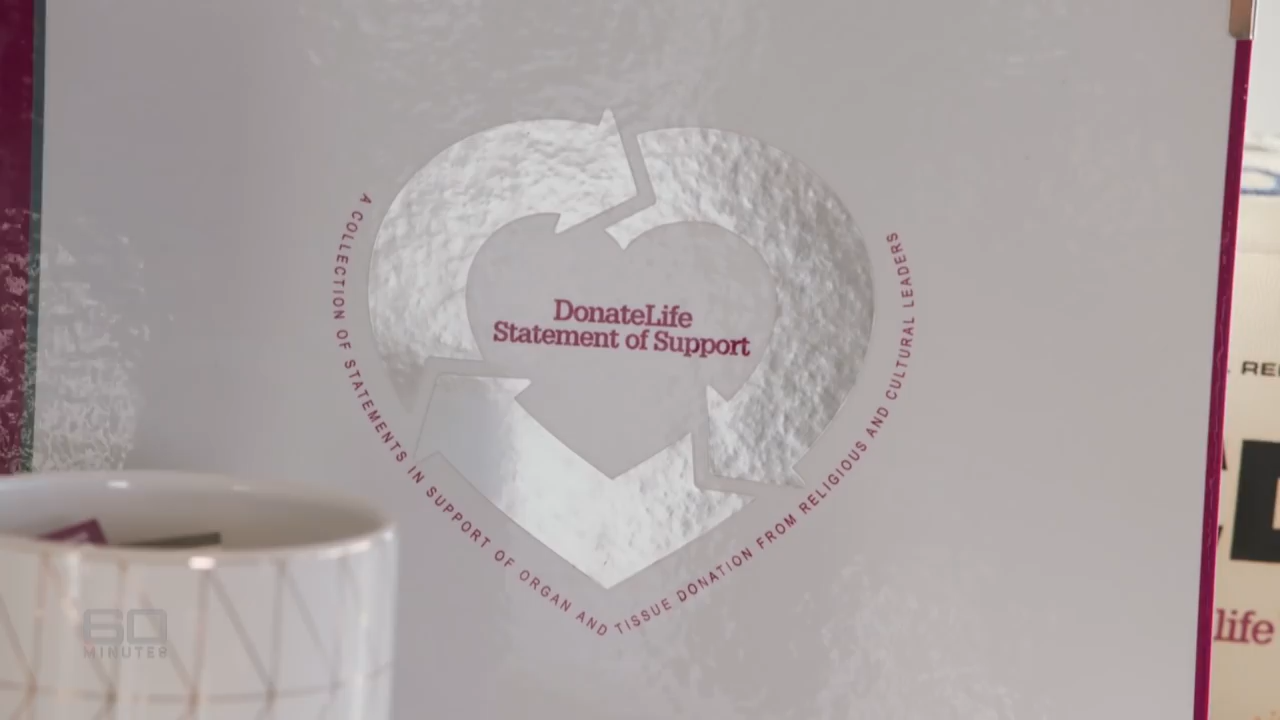 DonateLife
Statement of Support
A COLLECTION OF STATEMENTS IN SUPPORT OF ORGAN AND TISSUE DONATION FROM RELIGIOUS AND CULTURAL LEADERS
60
MINUTES
life